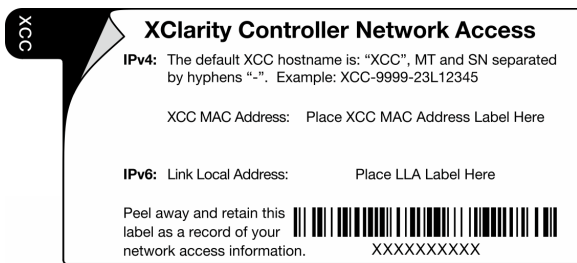 XCC
XClarity Controller Network Access
IPv4: The default XCC hostname is: “XCC”, MT and SN separated
by hyphens “-”. Example: XCC-9999-23L12345
XCC MAC Address: Place XCC MAC Address Label Here
IPv6: Link Local Address: Place LLA Label Here
Peel away and retain this
label as a record of your
network access information.
XXXXXXXXXX